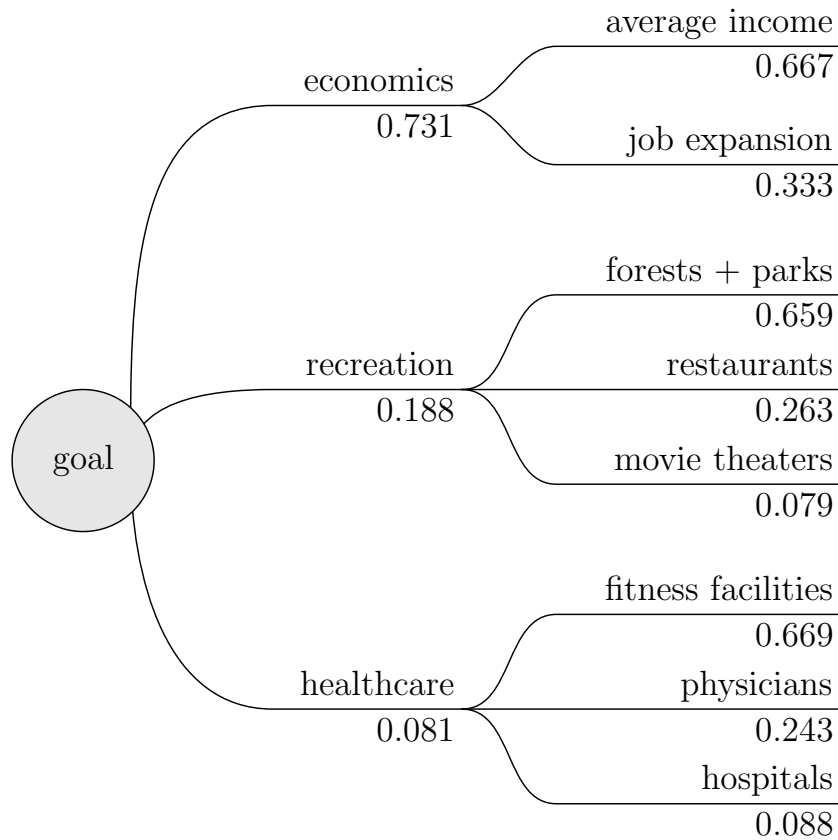 goal
economics
0.731
average income
0.667
job expansion
0.333
recreation
0.188
forests + parks
0.659
restaurants
0.263
movie theaters
0.079
healthcare
0.081
fitness facilities
0.669
physicians
0.243
hospitals
0.088